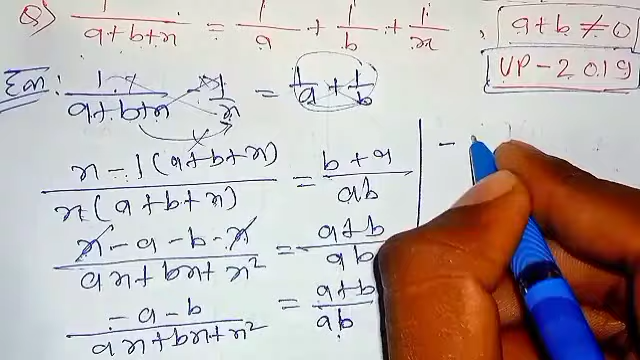 Q) 1/(a+b+x) = 1/a + 1/b + 1/x , a+b ≠ 0
UP-2019
हल: 1/(a+b+x) - 1/x = 1/a + 1/b
(x - 1(a+b+x))/(x(a+b+x)) = (b+a)/(ab)
(x - a - b - x)/(ax+bx+x²) = (a+b)/(ab)
(-a-b)/(ax+bx+x²) = (a+b)/(ab)
-